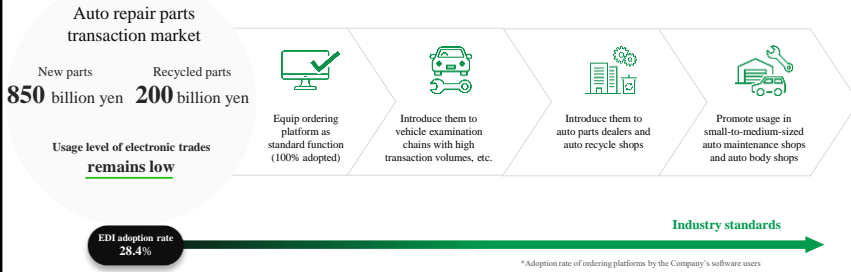 Auto repair parts
transaction market
New parts
Recycled parts
850 billion yen
200 billion yen
Usage level of electronic trades
remains low
Equip ordering
platform as
standard function
(100% adopted)
Introduce them to
vehicle examination
chains with high
transaction volumes, etc.
Introduce them to
auto parts dealers and
auto recycle shops
Promote usage in
small-to-medium-sized
auto maintenance shops
and auto body shops
Industry standards
EDI adoption rate
28.4%
*Adoption rate of ordering platforms by the Company's software users